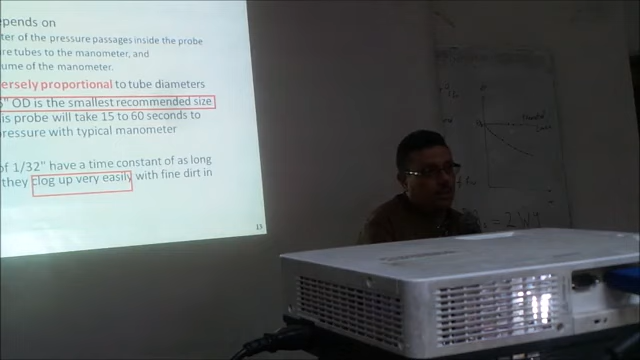 epends on
ter of the pressure passages inside the probe
re tubes to the manometer, and
ume of the manometer.
ersely proportional to tube diameters
" OD is the smallest recommended size
is probe will take 15 to 60 seconds to
pressure with typical manometer
of 1/32" have a time constant of as long
they clog up very easily with fine dirt in